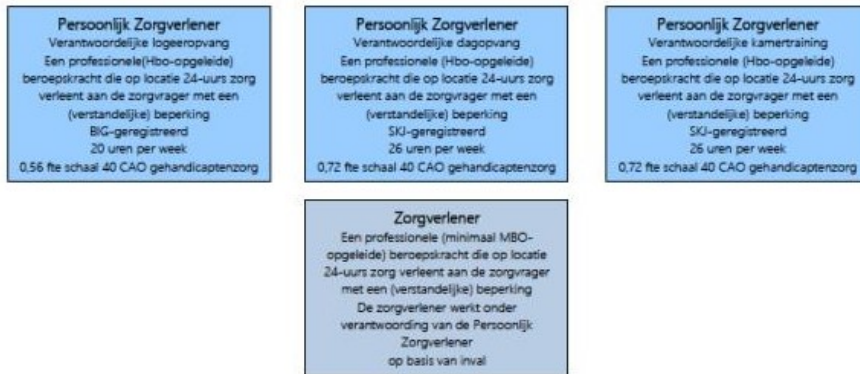 Persoonlijk Zorgverlener
Verantwoordelijke logeeropvang
Een professionele(Hbo-opgeleide)
beroepskracht die op locatie 24-uurs zorg
verleent aan de zorgvrager met een
(verstandelijke) beperking
BIG-geregistreerd
20 uren per week
0,56 fte schaal 40 CAO gehandicaptenzorg
Persoonlijk Zorgverlener
Verantwoordelijke dagopvang
Een professionele (Hbo-opgeleide)
beroepskracht die op locatie 24-uurs zorg
verleent aan de zorgvrager met een
(verstandelijke) beperking
SKJ-geregistreerd
26 uren per week
0,72 fte schaal 40 CAO gehandicaptenzorg
Persoonlijk Zorgverlener
Verantwoordelijke kamertraining
Een professionele (Hbo-opgeleide)
beroepskracht die op locatie 24-uurs zorg
verleent aan de zorgvrager met een
(verstandelijke) beperking
SKJ-geregistreerd
26 uren per week
0,72 fte schaal 40 CAO gehandicaptenzorg
Zorgverlener
Een professionele (minimaal MBO-
opgeleide) beroepskracht die op locatie
24-uurs zorg verleent aan de zorgvrager
met een (verstandelijke) beperking
De zorgverlener werkt onder
verantwoording van de Persoonlijk
Zorgverlener
op basis van inval